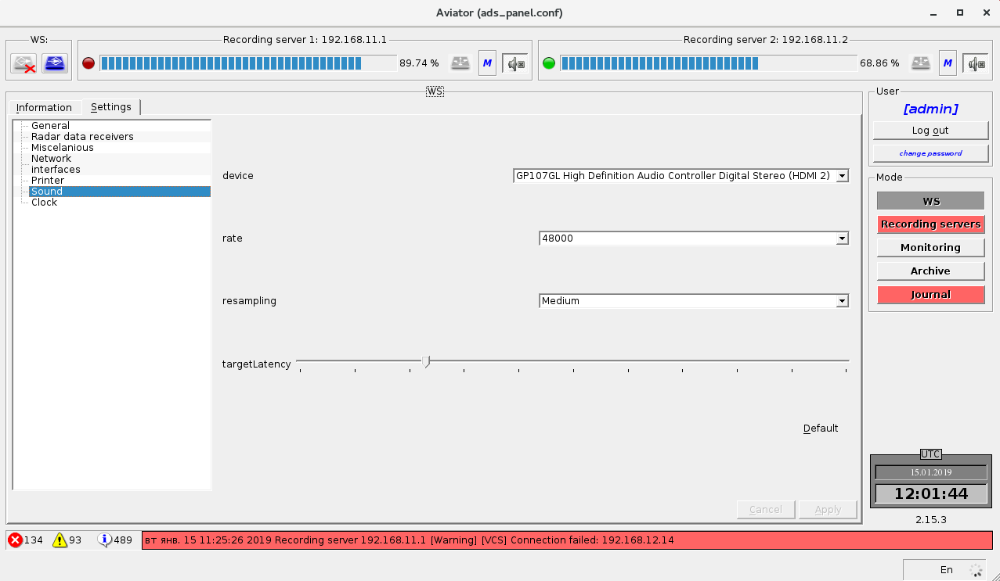 Aviator (ads_panel.conf)
WS:
Recording server 1: 192.168.11.1
Recording server 2: 192.168.11.2
89.74 %
M
68.86 %
M
WS
Information
Settings
General
Radar data receivers
Miscelanious
Network
interfaces
Printer
Sound
Clock
device
GP107GL High Definition Audio Controller Digital Stereo (HDMI 2)
rate
48000
resampling
Medium
targetLatency
Default
Cancel
Apply
User
[admin]
Log out
change password
Mode
WS
Recording servers
Monitoring
Archive
Journal
UTC
15.01.2019
12:01:44
2.15.3
134
93
489
вт янв. 15 11:25:26 2019 Recording server 192.168.11.1 [Warning] [VCS] Connection failed: 192.168.12.14
En